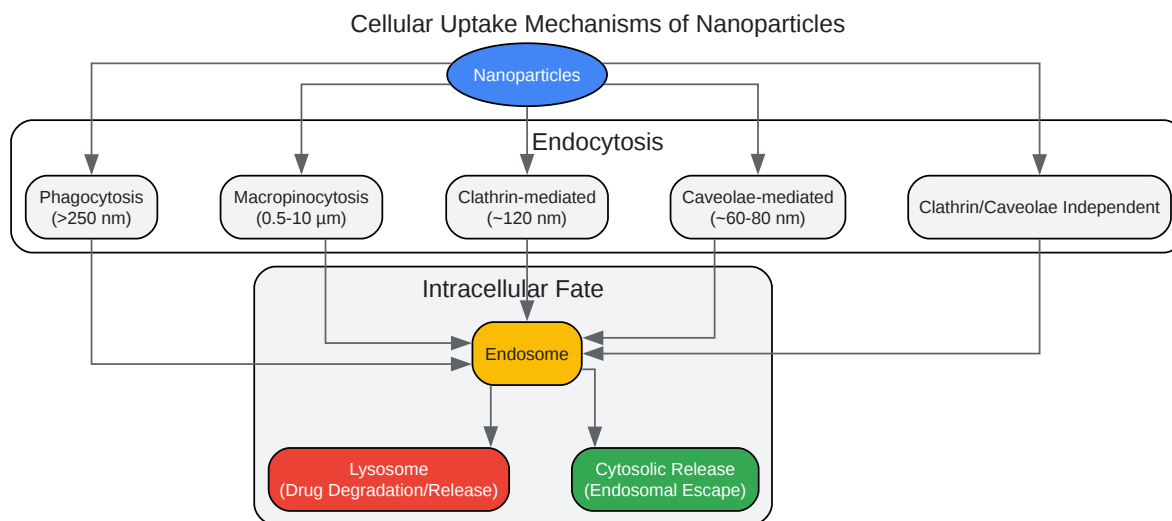 Cellular Uptake Mechanisms of Nanoparticles
Nanoparticles
Endocytosis
Phagocytosis
(>250 nm)
Macropinocytosis
(0.5-10 µm)
Clathrin-mediated
(~120 nm)
Caveolae-mediated
(~60-80 nm)
Clathrin/Caveolae Independent
Intracellular Fate
Endosome
Lysosome
(Drug Degradation/Release)
Cytosolic Release
(Endosomal Escape)